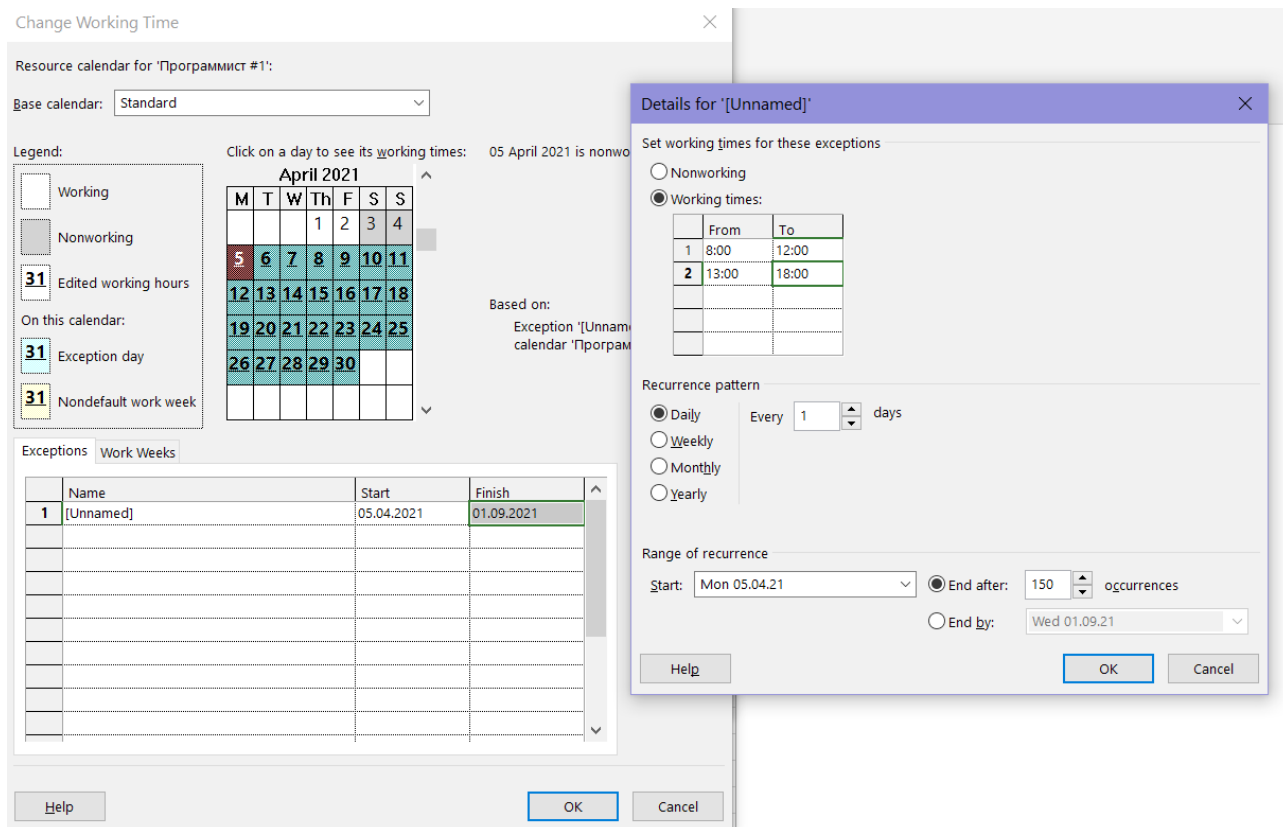 Change Working Time
Resource calendar for 'Программист #1':
Base calendar: Standard
Legend:
Working
Nonworking
31 Edited working hours
On this calendar:
31 Exception day
31 Nondefault work week
Click on a day to see its working times:
April 2021
M T W Th F S S
1 2 3 4
5 6 7 8 9 10 11
12 13 14 15 16 17 18
19 20 21 22 23 24 25
26 27 28 29 30
05 April 2021 is nonwo
Based on:
Exception '[Unnam
calendar 'Програм
Exceptions Work Weeks
Name Start Finish
1 [Unnamed] 05.04.2021 01.09.2021
Help OK Cancel
Details for '[Unnamed]'
Set working times for these exceptions
Nonworking
Working times:
From To
1 8:00 12:00
2 13:00 18:00
Recurrence pattern
Daily Every 1 days
Weekly
Monthly
Yearly
Range of recurrence
Start: Mon 05.04.21 End after: 150 occurrences
End by: Wed 01.09.21
Help OK Cancel